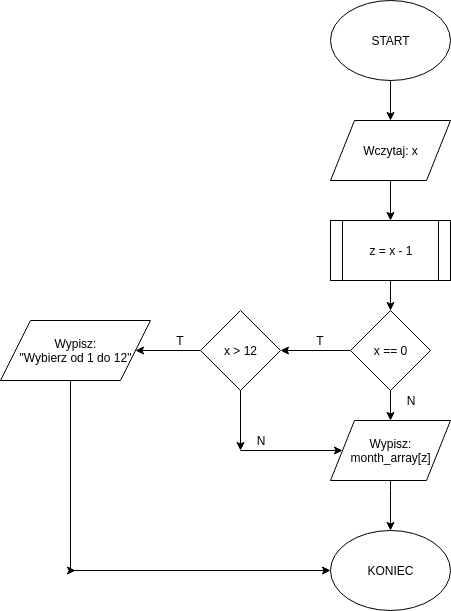 START
Wczytaj: x
z = x - 1
x == 0
T
x > 12
T
Wypisz:
"Wybierz od 1 do 12"
N
N
Wypisz:
month_array[z]
KONIEC